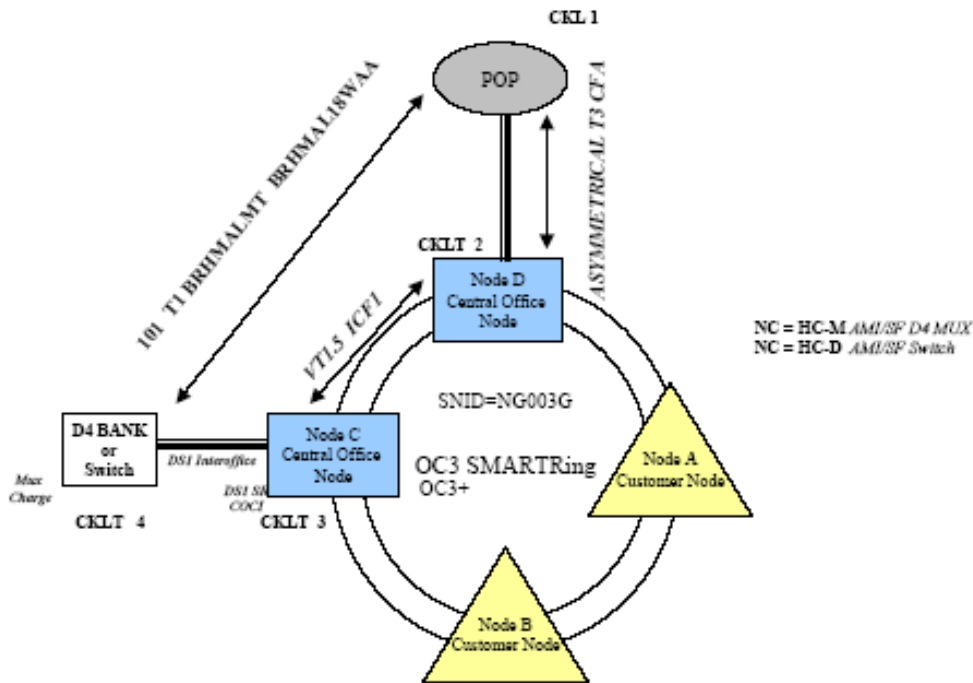 CKL 1
POP
ASYMMETRICAL T3 CFA
101 T1 BRHMALMT BRHMAL18WAA
CKLT 2
Node D
Central Office
Node
VT1.5 ICF1
NC = HC-M AMI/SF D4 MUX
NC = HC-D AMI/SF Switch
SNID=NG003G
D4 BANK
or
Switch
DS1 Interoffice
Node C
Central Office
Node
OC3 SMARTRing
OC3+
Node A
Customer Node
Mux
Charge
DS1 SR
COCI
CKLT 4
CKLT 3
Node B
Customer Node